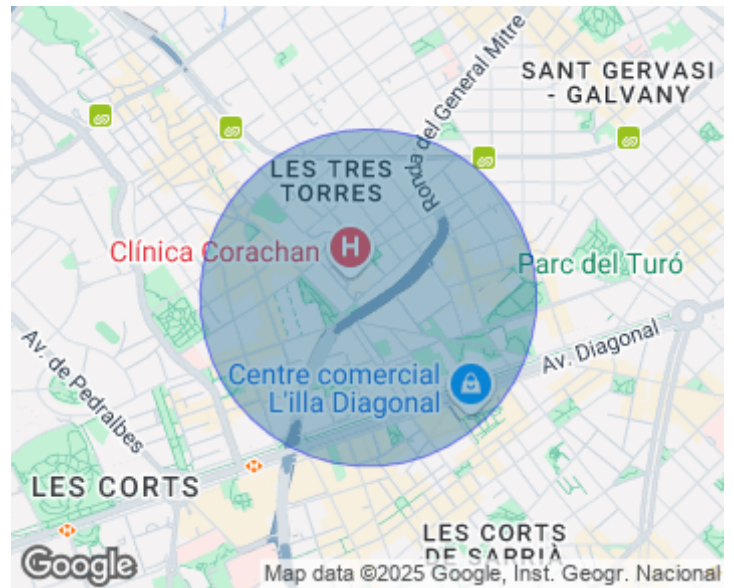 SANT GERVASI
- GALVANY
Ronda del General Mitre
LES TRES
TORRES
Clínica Corachan
H
Parc del Turó
Av. Diagonal
Av. de Pedralbes
Centre comercial
L'illa Diagonal
LES CORTS
LES CORTS
DE SARRIÀ
Google
Map data ©2025 Google, Inst. Geogr. Nacional